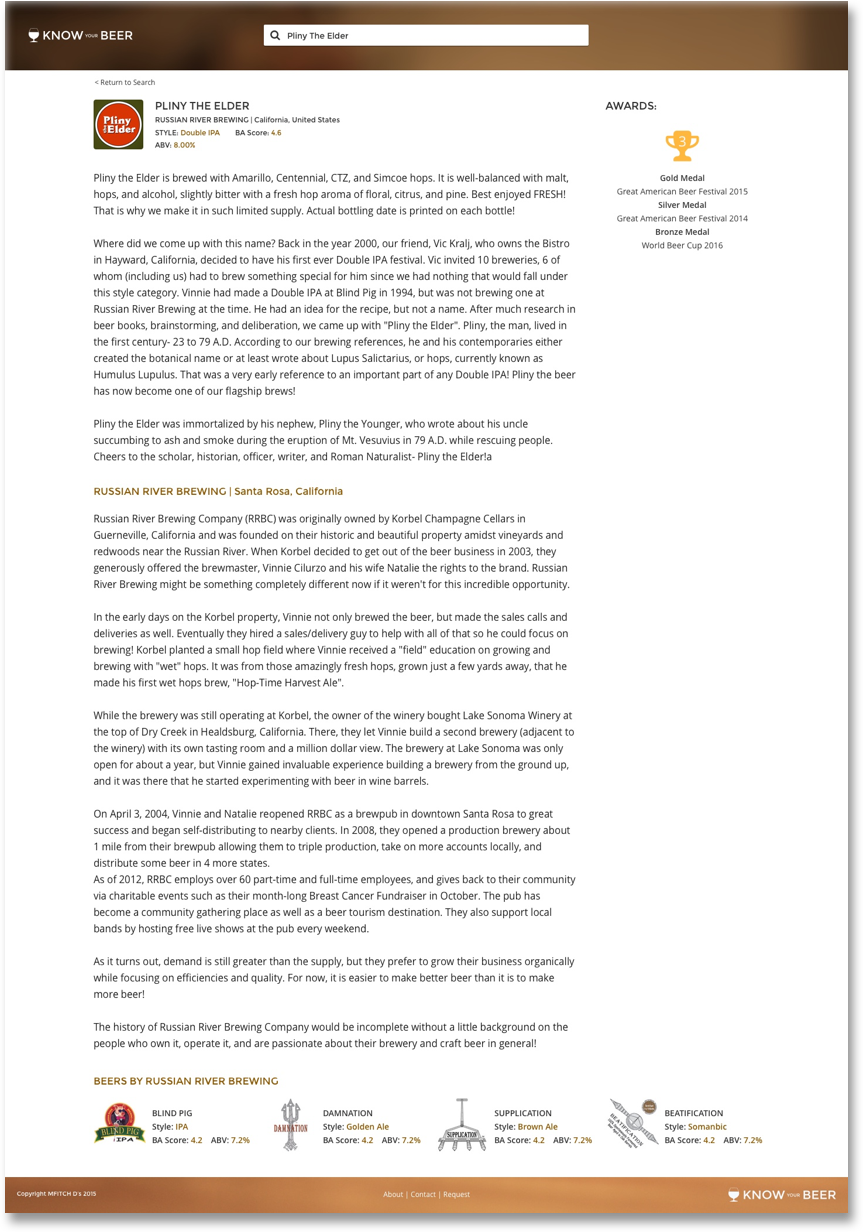 KNOW YOUR BEER
Pliny The Elder
< Return to Search
Pliny the Elder
PLINY THE ELDER
RUSSIAN RIVER BREWING | California, United States
STYLE: Double IPA BA Score: 4.6
ABV: 8.00%
AWARDS:
3
Gold Medal
Great American Beer Festival 2015
Silver Medal
Great American Beer Festival 2014
Bronze Medal
World Beer Cup 2016
Pliny the Elder is brewed with Amarillo, Centennial, CTZ, and Simcoe hops. It is well-balanced with malt,
hops, and alcohol, slightly bitter with a fresh hop aroma of floral, citrus, and pine. Best enjoyed FRESH!
That is why we make it in such limited supply. Actual bottling date is printed on each bottle!
Where did we come up with this name? Back in the year 2000, our friend, Vic Kralj, who owns the Bistro
in Hayward, California, decided to have his first ever Double IPA festival. Vic invited 10 breweries, 6 of
whom (including us) had to brew something special for him since we had nothing that would fall under
this style category. Vinnie had made a Double IPA at Blind Pig in 1994, but was not brewing one at
Russian River Brewing at the time. He had an idea for the recipe, but not a name. After much research in
beer books, brainstorming, and deliberation, we came up with "Pliny the Elder". Pliny, the man, lived in
the first century- 23 to 79 A.D. According to our brewing references, he and his contemporaries either
created the botanical name or at least wrote about Lupus Salictarius, or hops, currently known as
Humulus Lupulus. That was a very early reference to an important part of any Double IPA! Pliny the beer
has now become one of our flagship brews!
Pliny the Elder was immortalized by his nephew, Pliny the Younger, who wrote about his uncle
succumbing to ash and smoke during the eruption of Mt. Vesuvius in 79 A.D. while rescuing people.
Cheers to the scholar, historian, officer, writer, and Roman Naturalist- Pliny the Elder!a
RUSSIAN RIVER BREWING | Santa Rosa, California
Russian River Brewing Company (RRBC) was originally owned by Korbel Champagne Cellars in
Guerneville, California and was founded on their historic and beautiful property amidst vineyards and
redwoods near the Russian River. When Korbel decided to get out of the beer business in 2003, they
generously offered the brewmaster, Vinnie Cilurzo and his wife Natalie the rights to the brand. Russian
River Brewing might be something completely different now if it weren't for this incredible opportunity.
In the early days on the Korbel property, Vinnie not only brewed the beer, but made the sales calls and
deliveries as well. Eventually they hired a sales/delivery guy to help with all of that so he could focus on
brewing! Korbel planted a small hop field where Vinnie received a "field" education on growing and
brewing with "wet" hops. It was from those amazingly fresh hops, grown just a few yards away, that he
made his first wet hops brew, "Hop-Time Harvest Ale".
While the brewery was still operating at Korbel, the owner of the winery bought Lake Sonoma Winery at
the top of Dry Creek in Healdsburg, California. There, they let Vinnie build a second brewery (adjacent to
the winery) with its own tasting room and a million dollar view. The brewery at Lake Sonoma was only
open for about a year, but Vinnie gained invaluable experience building a brewery from the ground up,
and it was there that he started experimenting with beer in wine barrels.
On April 3, 2004, Vinnie and Natalie reopened RRBC as a brewpub in downtown Santa Rosa to great
success and began self-distributing to nearby clients. In 2008, they opened a production brewery about
1 mile from their brewpub allowing them to triple production, take on more accounts locally, and
distribute some beer in 4 more states.
As of 2012, RRBC employs over 60 part-time and full-time employees, and gives back to their community
via charitable events such as their month-long Breast Cancer Fundraiser in October. The pub has
become a community gathering place as well as a beer tourism destination. They also support local
bands by hosting free live shows at the pub every weekend.
As it turns out, demand is still greater than the supply, but they prefer to grow their business organically
while focusing on efficiencies and quality. For now, it is easier to make better beer than it is to make
more beer!
The history of Russian River Brewing Company would be incomplete without a little background on the
people who own it, operate it, and are passionate about their brewery and craft beer in general!
BEERS BY RUSSIAN RIVER BREWING
BLIND PIG
IPA
BLIND PIG
Style: IPA
BA Score: 4.2 ABV: 7.2%
DAMNATION
DAMNATION
Style: Golden Ale
BA Score: 4.2 ABV: 7.2%
SUPPLICATION
SUPPLICATION
Style: Brown Ale
BA Score: 4.2 ABV: 7.2%
BEATIFICATION
BEATIFICATION
Style: Somanbic
BA Score: 4.2 ABV: 7.2%
Copyright MFITCH D's 2015
About | Contact | Request
KNOW YOUR BEER